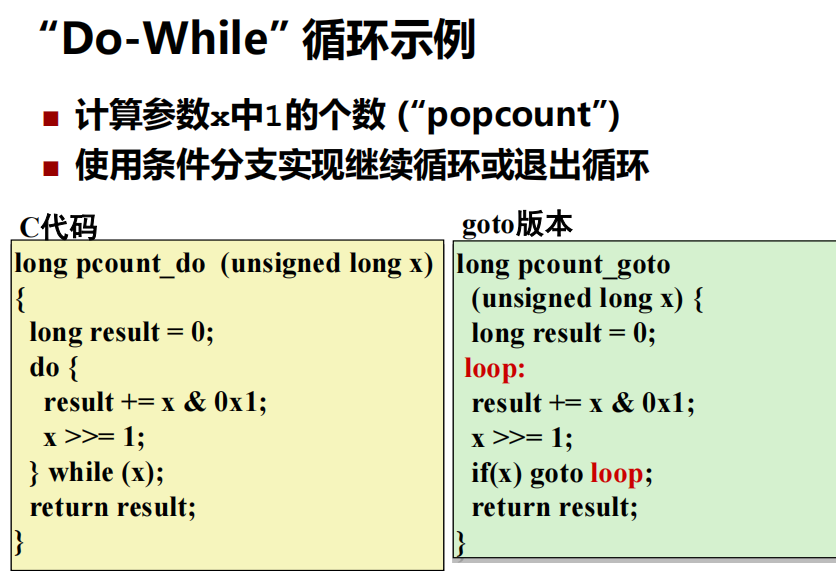 “Do-While” 循环示例
计算参数x中1的个数 (“popcount”)
使用条件分支实现继续循环或退出循环
C代码
long pcount_do (unsigned long x)
{
long result = 0;
do {
result += x & 0x1;
x >>= 1;
} while (x);
return result;
}
goto版本
long pcount_goto
(unsigned long x) {
long result = 0;
loop:
result += x & 0x1;
x >>= 1;
if(x) goto loop;
return result;
}